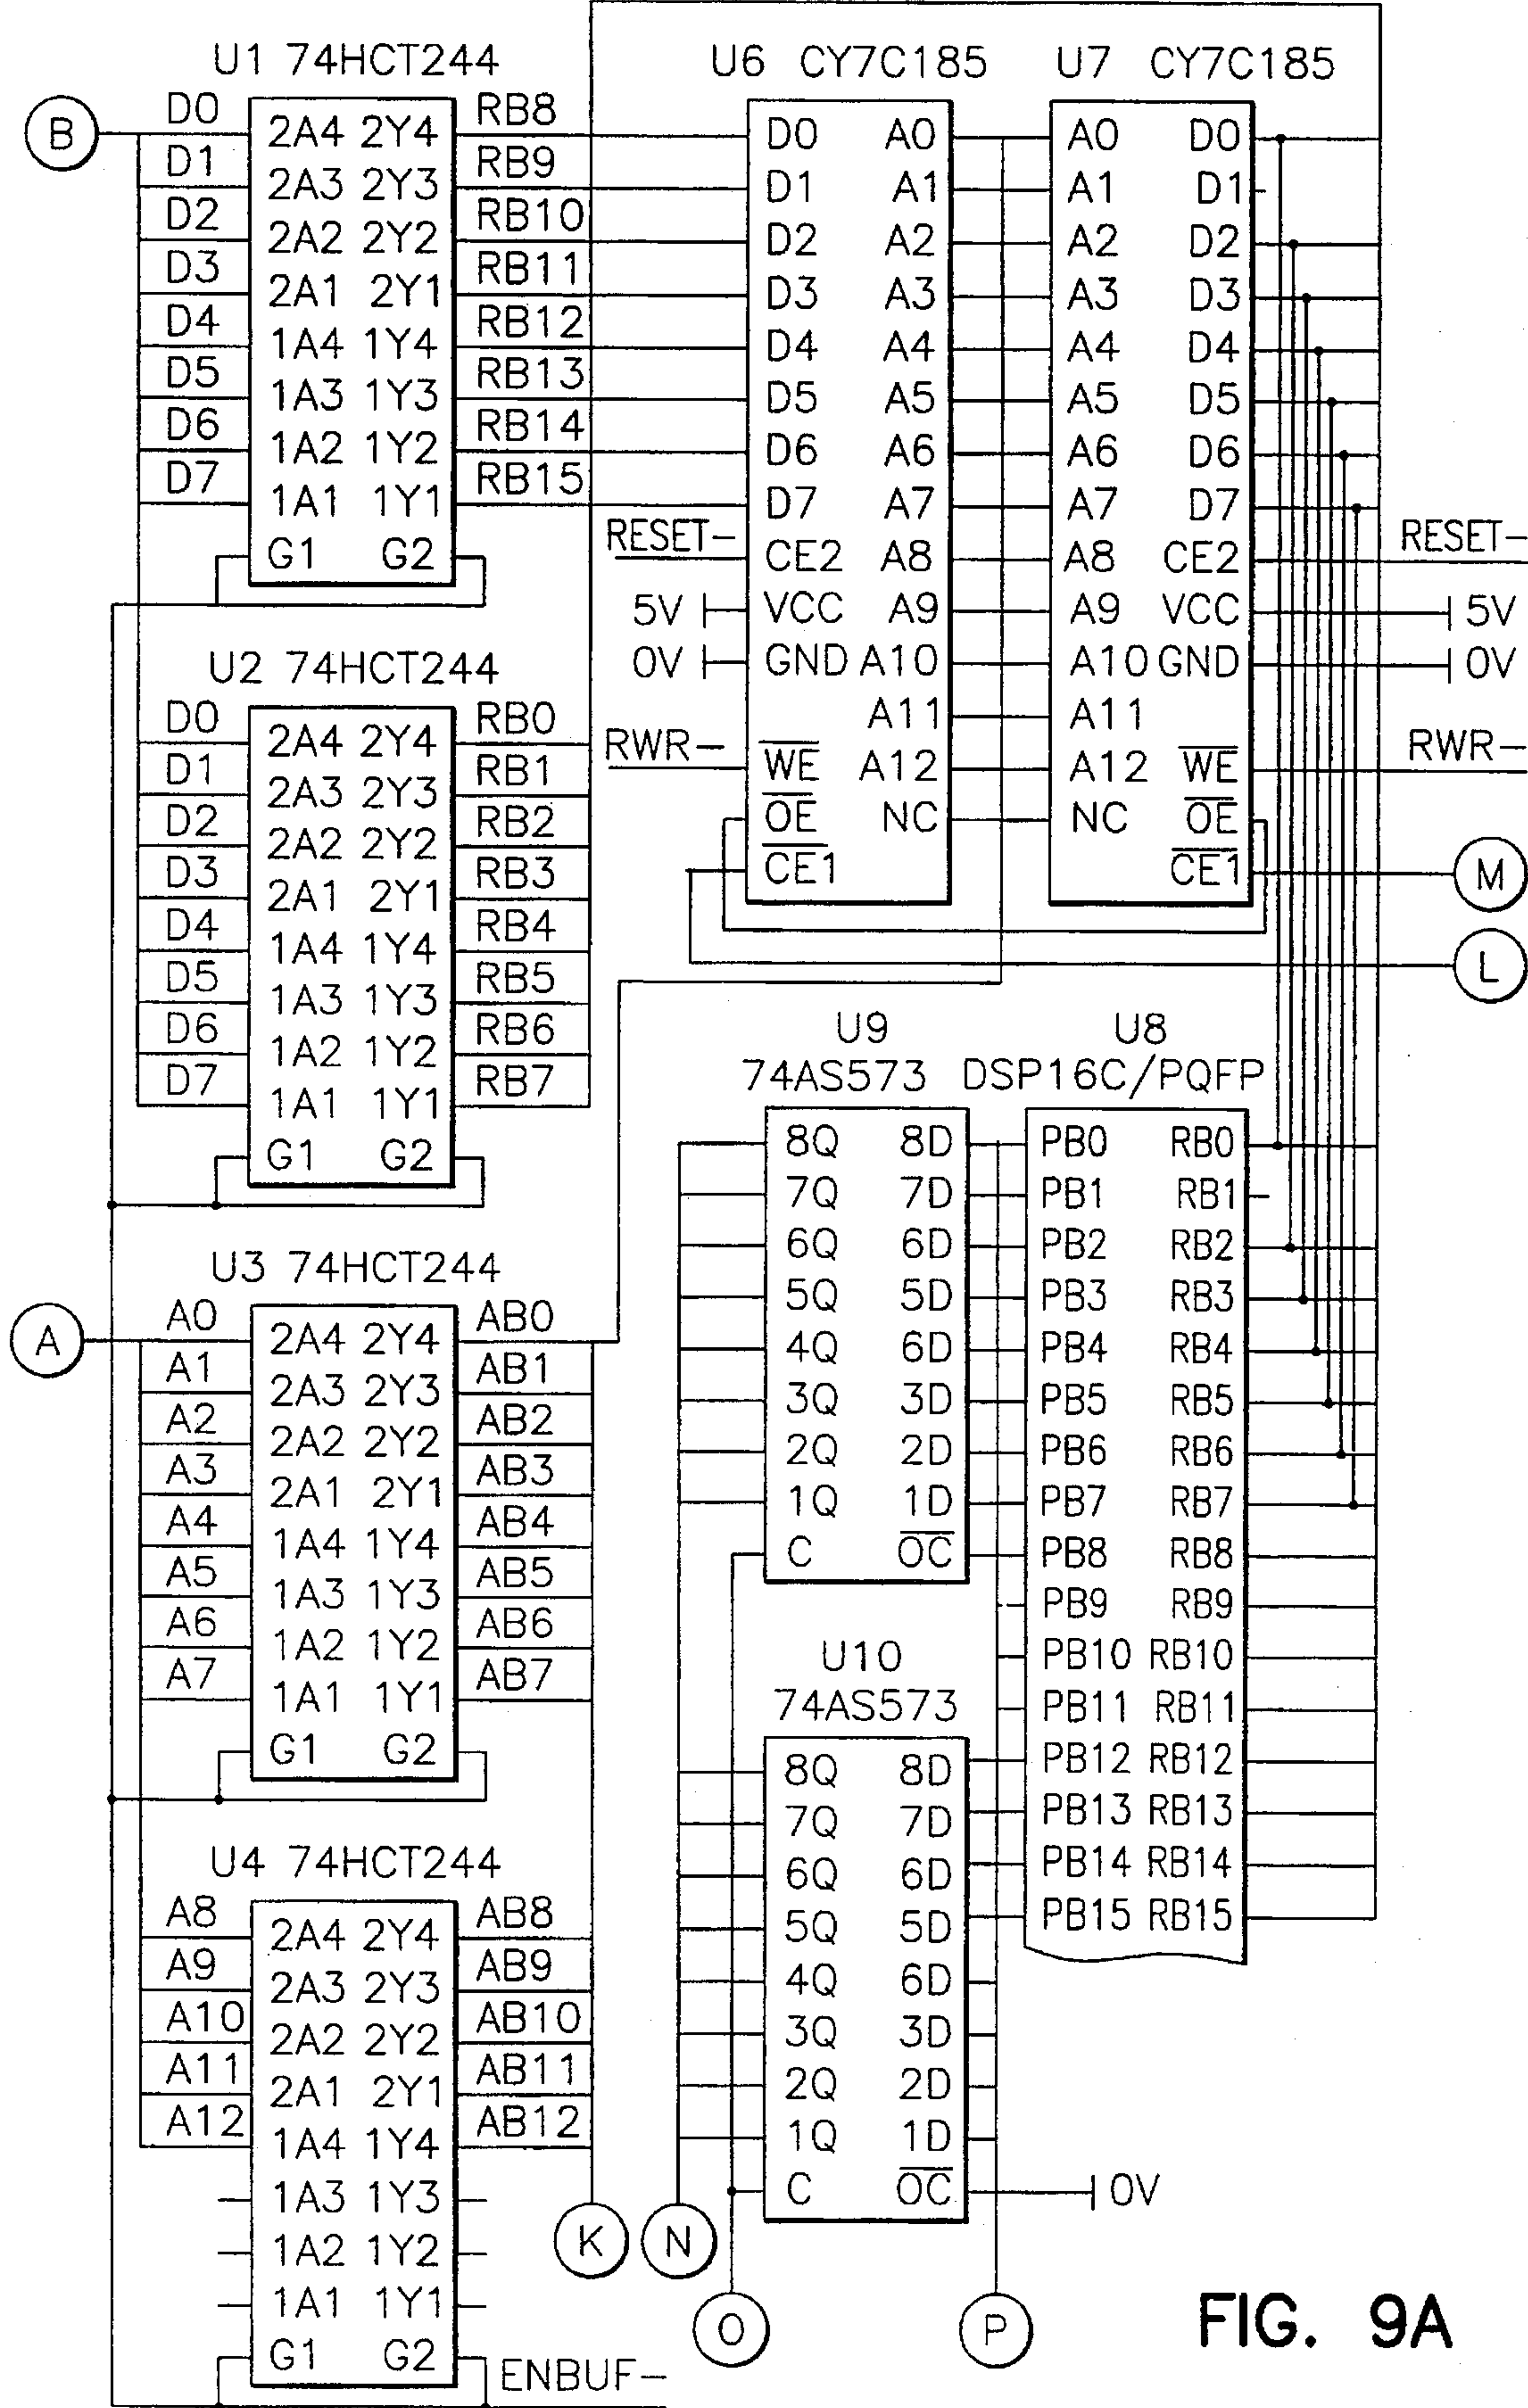 U1 74HCT244
B
D0 2A4 2Y4 RB8
D1 2A3 2Y3 RB9
D2 2A2 2Y2 RB10
D3 2A1 2Y1 RB11
D4 1A4 1Y4 RB12
D5 1A3 1Y3 RB13
D6 1A2 1Y2 RB14
D7 1A1 1Y1 RB15
G1 G2
U2 74HCT244
D0 2A4 2Y4 RB0
D1 2A3 2Y3 RB1
D2 2A2 2Y2 RB2
D3 2A1 2Y1 RB3
D4 1A4 1Y4 RB4
D5 1A3 1Y3 RB5
D6 1A2 1Y2 RB6
D7 1A1 1Y1 RB7
G1 G2
U3 74HCT244
A
A0 2A4 2Y4 AB0
A1 2A3 2Y3 AB1
A2 2A2 2Y2 AB2
A3 2A1 2Y1 AB3
A4 1A4 1Y4 AB4
A5 1A3 1Y3 AB5
A6 1A2 1Y2 AB6
A7 1A1 1Y1 AB7
G1 G2
U4 74HCT244
A8 2A4 2Y4 AB8
A9 2A3 2Y3 AB9
A10 2A2 2Y2 AB10
A11 2A1 2Y1 AB11
A12 1A4 1Y4 AB12
1A3 1Y3
1A2 1Y2
1A1 1Y1
G1 G2
ENBUF-
K
U6 CY7C185 U7 CY7C185
D0 A0 A0 D0
D1 A1 A1 D1
D2 A2 A2 D2
D3 A3 A3 D3
D4 A4 A4 D4
D5 A5 A5 D5
D6 A6 A6 D6
D7 A7 A7 D7
RESET- CE2 A8 A8 CE2 RESET-
5V VCC A9 A9 VCC 5V
0V GND A10 A10 GND 0V
A11 A11
RWR- WE A12 A12 WE RWR-
OE NC NC OE
CE1 CE1 M
L
U9
74AS573
8Q 8D
7Q 7D
6Q 6D
5Q 5D
4Q 6D
3Q 3D
2Q 2D
1Q 1D
C OC
U10
74AS573
8Q 8D
7Q 7D
6Q 6D
5Q 5D
4Q 6D
3Q 3D
2Q 2D
1Q 1D
C OC 0V
N
O
P
U8
DSP16C/PQFP
PB0 RB0
PB1 RB1
PB2 RB2
PB3 RB3
PB4 RB4
PB5 RB5
PB6 RB6
PB7 RB7
PB8 RB8
PB9 RB9
PB10 RB10
PB11 RB11
PB12 RB12
PB13 RB13
PB14 RB14
PB15 RB15
FIG. 9A